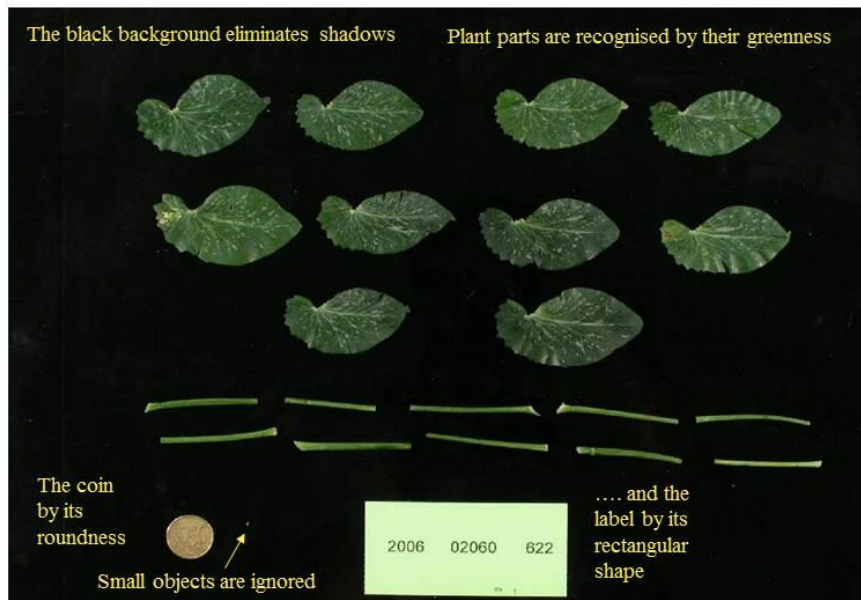 The black background eliminates shadows
Plant parts are recognised by their greenness
The coin
by its
roundness
Small objects are ignored
2006 02060 622
…. and the
label by its
rectangular
shape